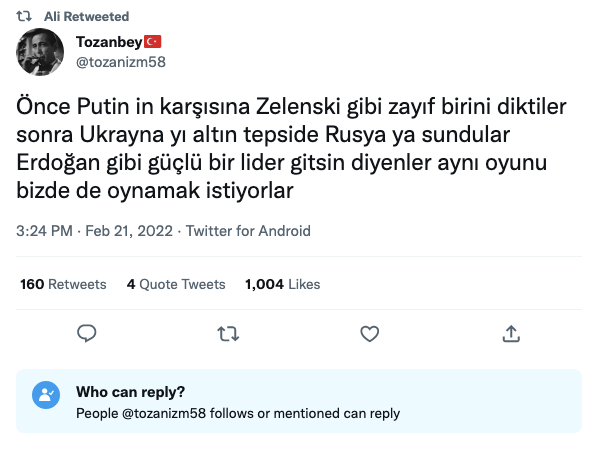 Ali Retweeted
Tozanbey🇹🇷
@tozanizm58
Önce Putin in karşısına Zelenski gibi zayıf birini diktiler
sonra Ukrayna yı altın tepside Rusya ya sundular
Erdoğan gibi güçlü bir lider gitsin diyenler aynı oyunu
bizde de oynamak istiyorlar
3:24 PM · Feb 21, 2022 · Twitter for Android
160 Retweets 4 Quote Tweets 1,004 Likes
Who can reply?
People @tozanizm58 follows or mentioned can reply